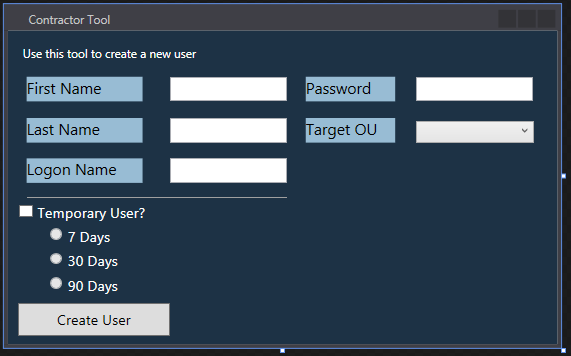 Contractor Tool
Use this tool to create a new user
First Name
Password
Last Name
Target OU
Logon Name
Temporary User?
7 Days
30 Days
90 Days
Create User